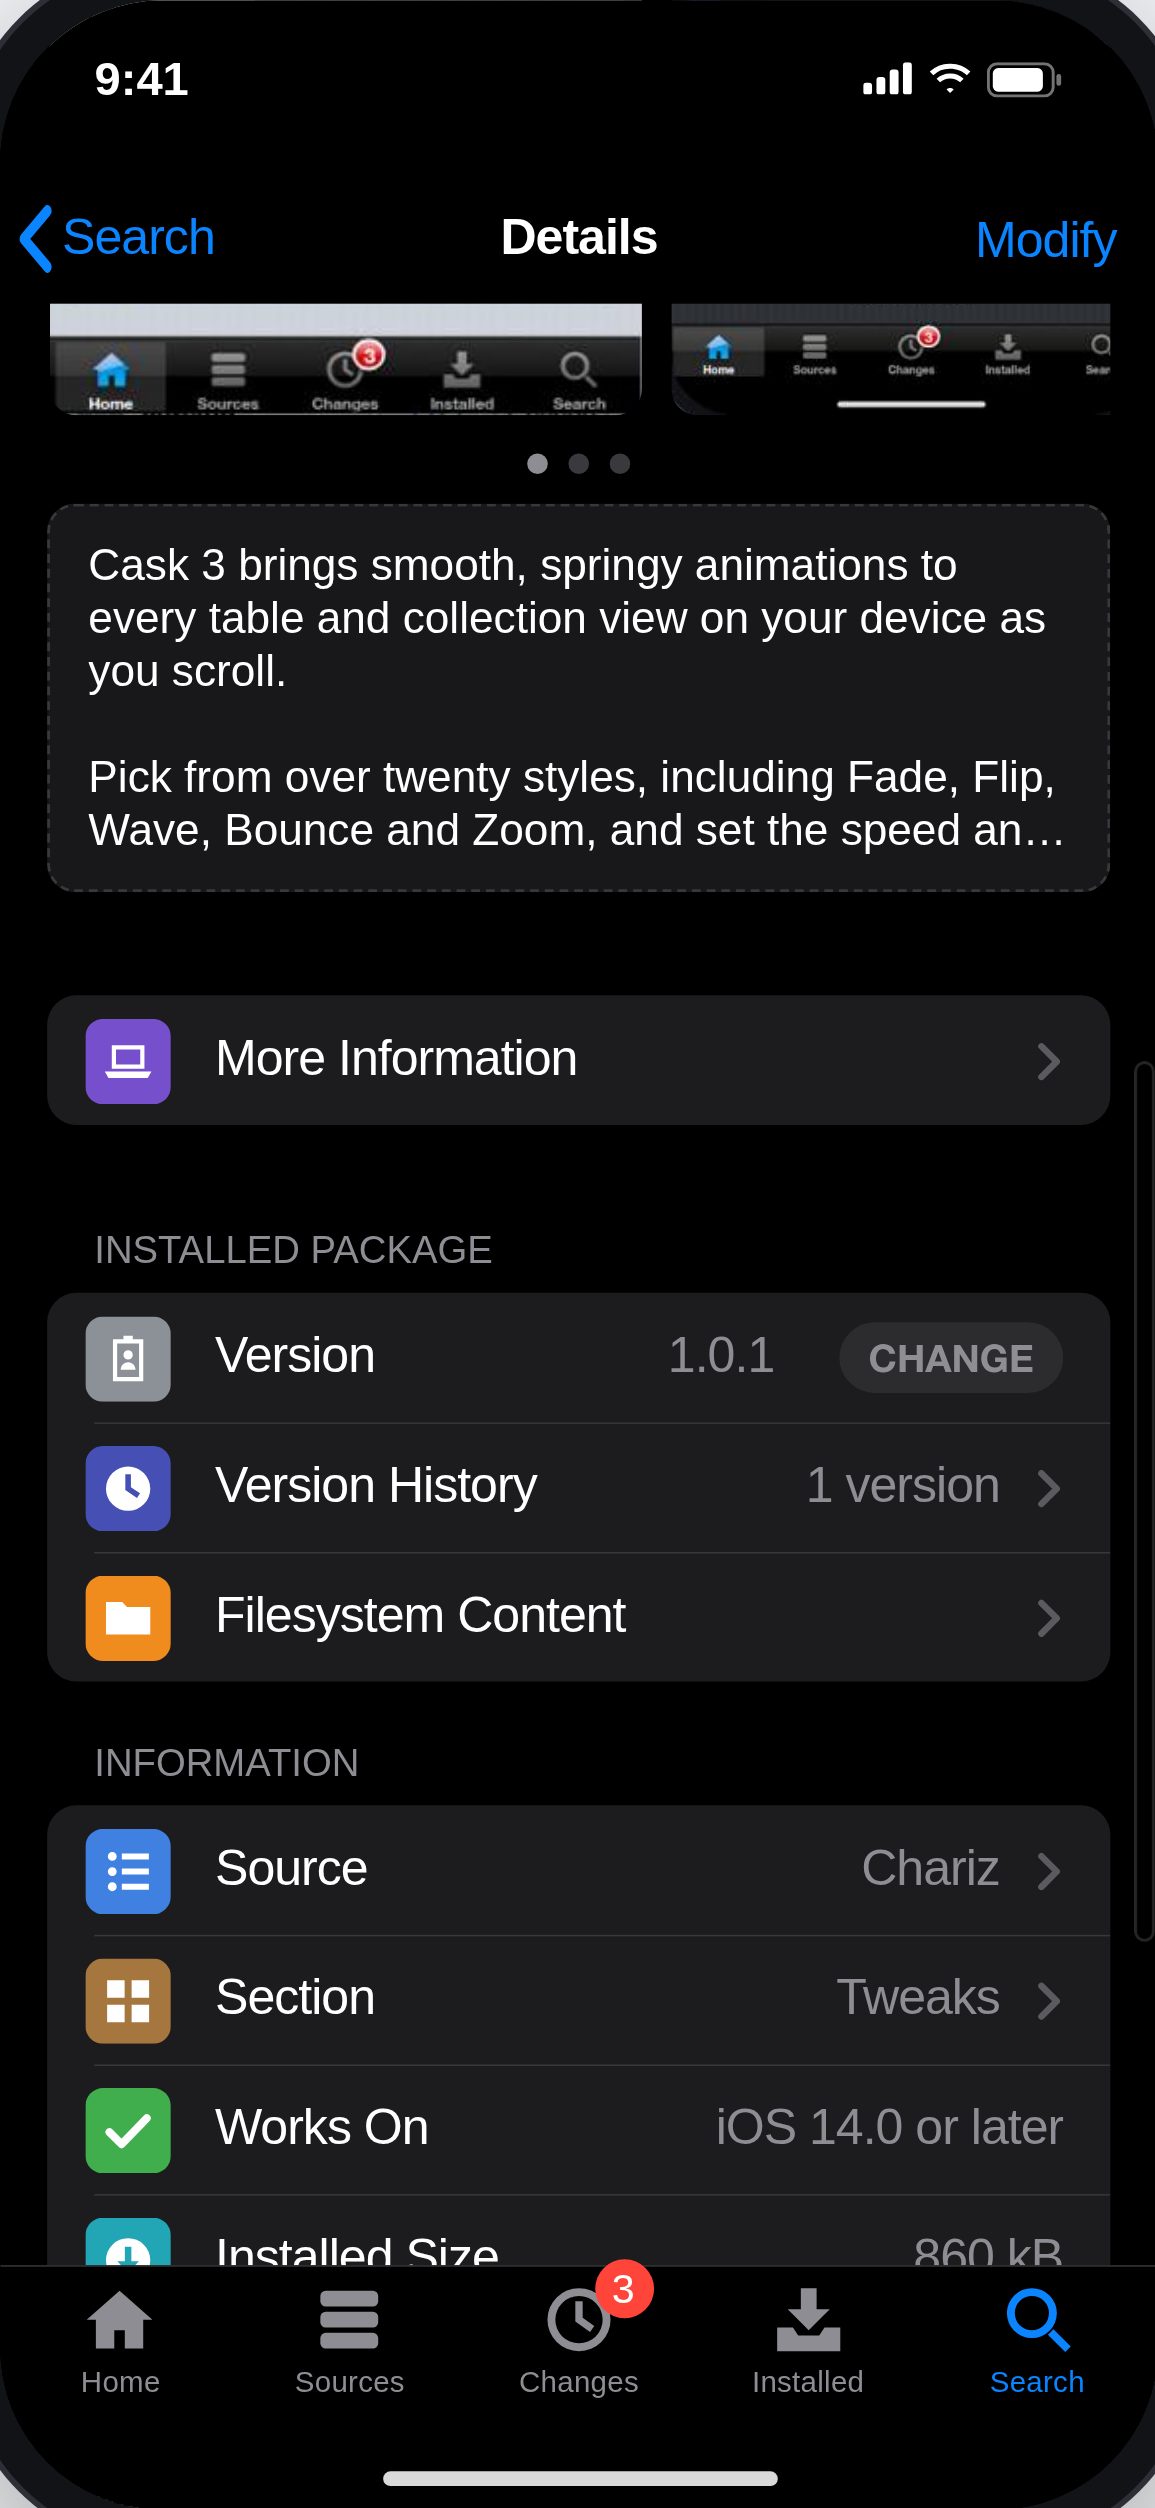 9:41
Search
Details
Modify
Home
Sources
3
Changes
Installed
Search
Home
Sources
3
Changes
Installed
Sear
Cask 3 brings smooth, springy animations to
every table and collection view on your device as
you scroll.
Pick from over twenty styles, including Fade, Flip,
Wave, Bounce and Zoom, and set the speed an…
More Information
INSTALLED PACKAGE
Version 1.0.1 CHANGE
Version History 1 version
Filesystem Content
INFORMATION
Source Chariz
Section Tweaks
Works On iOS 14.0 or later
Installed Size 860 kB
3
Home Sources Changes Installed Search